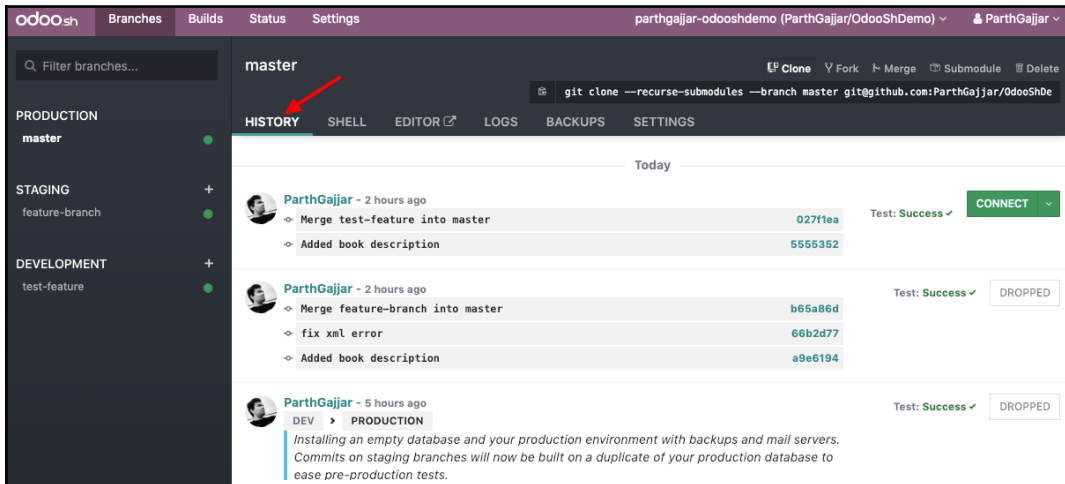 odoo.sh Branches Builds Status Settings parthgajjar-odooshdemo (ParthGajjar/OdooShDemo) ParthGajjar
Filter branches...
PRODUCTION
master
STAGING +
feature-branch
DEVELOPMENT +
test-feature
master
Clone Fork Merge Submodule Delete
git clone --recurse-submodules --branch master git@github.com:ParthGajjar/OdooShDe
HISTORY SHELL EDITOR LOGS BACKUPS SETTINGS
Today
ParthGajjar - 2 hours ago
Merge test-feature into master 027f1ea
Added book description 5555352
Test: Success ✓ CONNECT
ParthGajjar - 2 hours ago
Merge feature-branch into master b65a86d
fix xml error 66b2d77
Added book description a9e6194
Test: Success ✓ DROPPED
ParthGajjar - 5 hours ago
DEV > PRODUCTION
Installing an empty database and your production environment with backups and mail servers.
Commits on staging branches will now be built on a duplicate of your production database to
ease pre-production tests.
Test: Success ✓ DROPPED